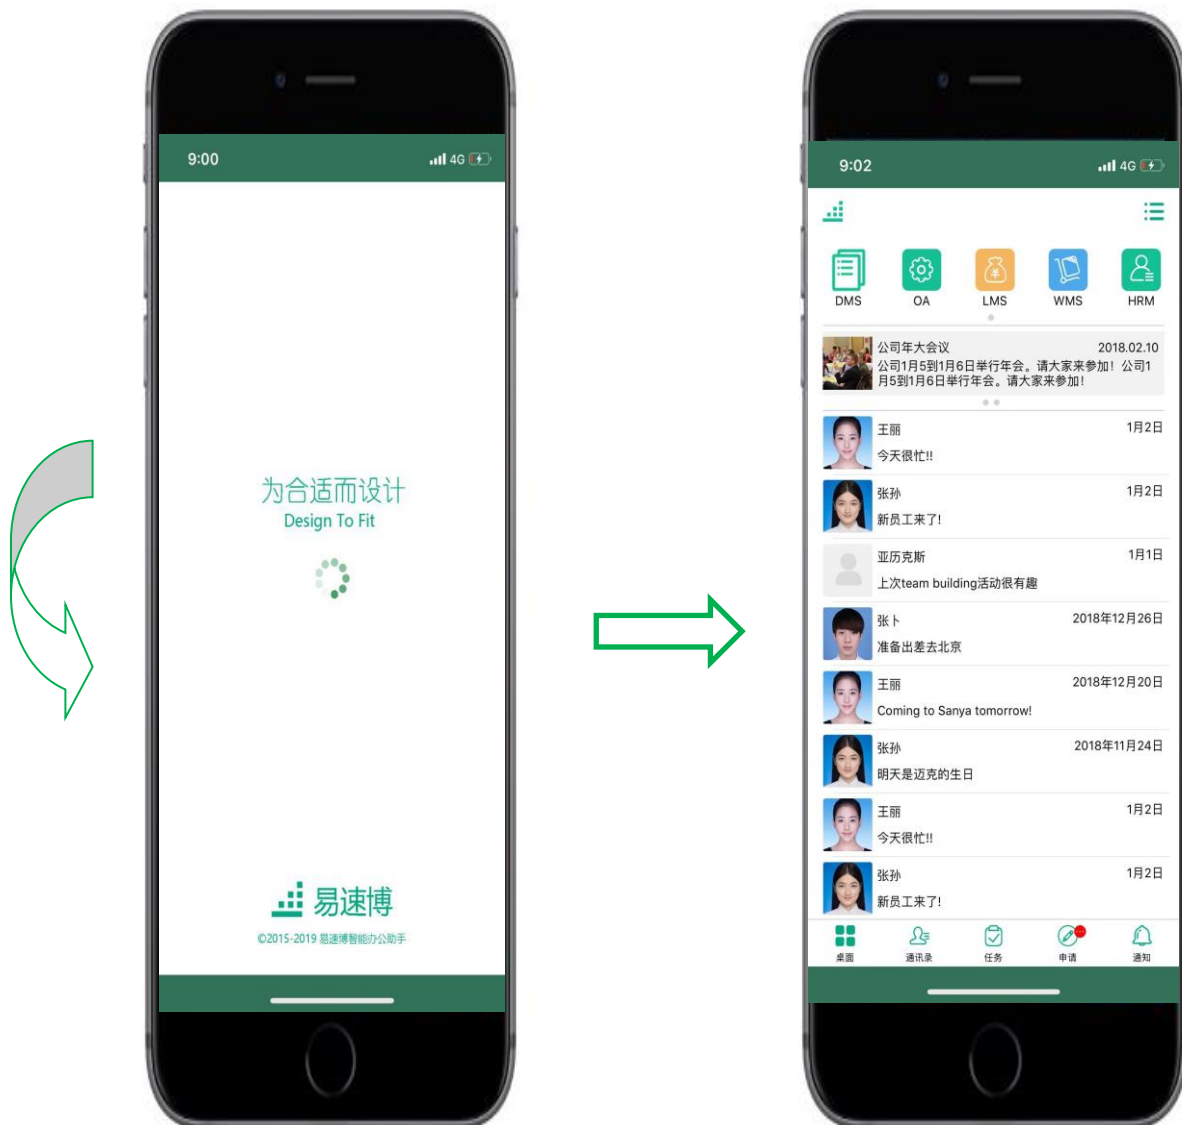 9:00
4G
为合适而设计
Design To Fit
易速博
©2015-2019 易速博智能办公助手
9:02
4G
DMS OA LMS WMS HRM
公司年大会议 2018.02.10
公司1月5到1月6日举行年会。请大家来参加！公司1
月5到1月6日举行年会。请大家来参加！
王丽 1月2日
今天很忙!!
张孙 1月2日
新员工来了!
亚历克斯 1月1日
上次team building活动很有趣
张卜 2018年12月26日
准备出差去北京
王丽 2018年12月20日
Coming to Sanya tomorrow!
张孙 2018年11月24日
明天是迈克的生日
王丽 1月2日
今天很忙!!
张孙 1月2日
新员工来了!
桌面 通讯录 任务 申请 通知